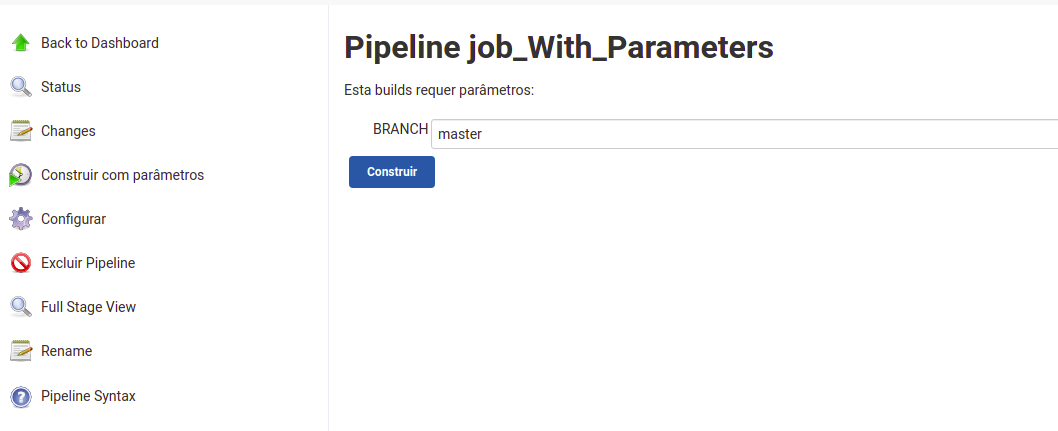 Back to Dashboard
Status
Changes
Construir com parâmetros
Configurar
Excluir Pipeline
Full Stage View
Rename
Pipeline Syntax
Pipeline job_With_Parameters
Esta builds requer parâmetros:
BRANCH master
Construir